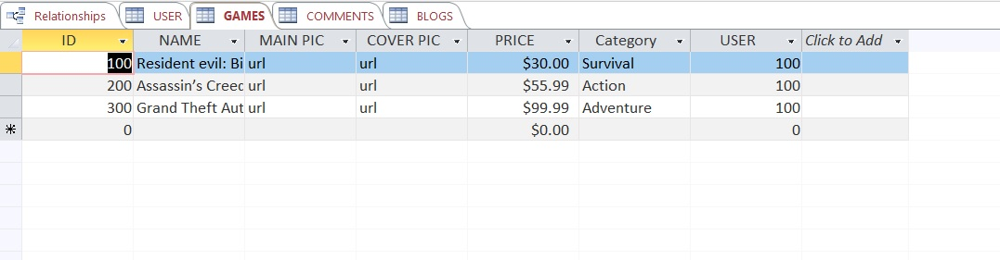 Relationships USER GAMES COMMENTS BLOGS
ID NAME MAIN PIC COVER PIC PRICE Category USER Click to Add
100 Resident evil: Bi url url $30.00 Survival 100
200 Assassin's Creed url url $55.99 Action 100
300 Grand Theft Aut url url $99.99 Adventure 100
0 $0.00 0